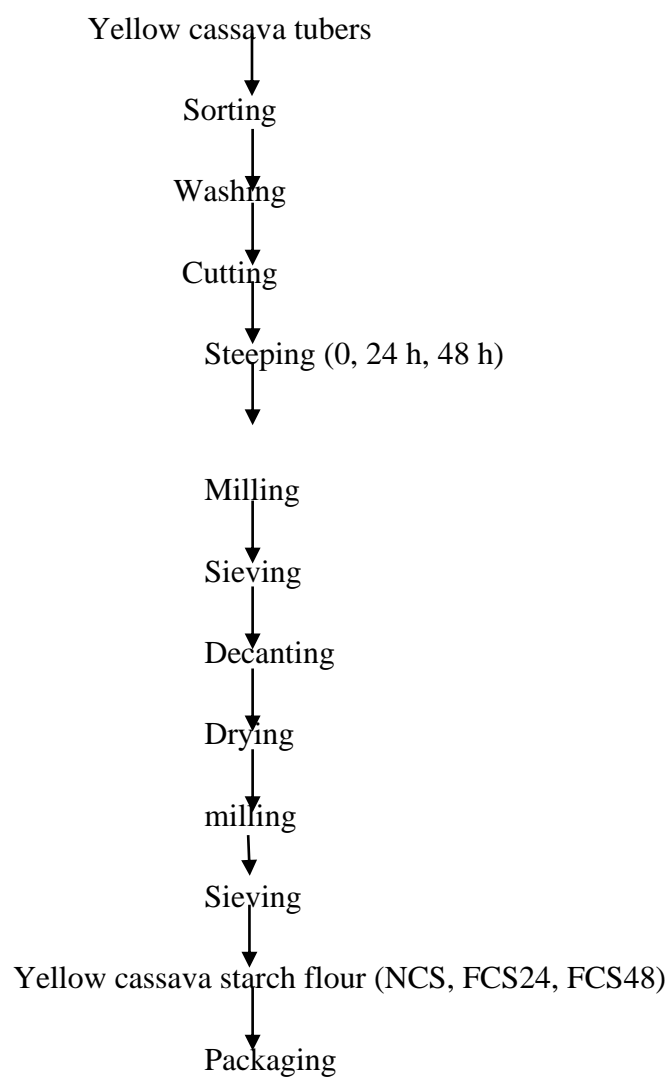 Yellow cassava tubers
Sorting
Washing
Cutting
Steeping (0, 24 h, 48 h)
Milling
Sieving
Decanting
Drying
milling
Sieving
Yellow cassava starch flour (NCS, FCS24, FCS48)
Packaging